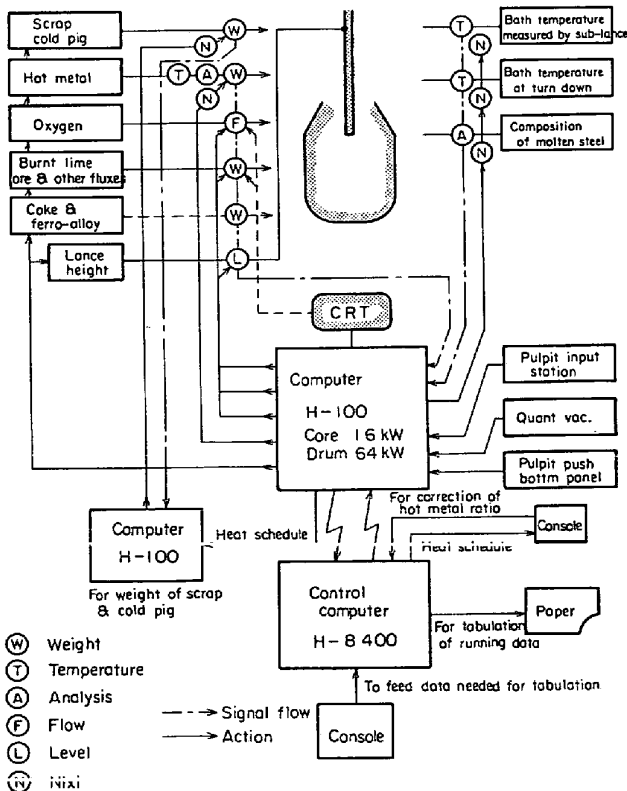 Scrap
cold pig
Hot metal
Oxygen
Burnt lime
ore & other fluxes
Coke &
ferro-alloy
Lance
height
N
W
T
A
W
N
F
W
W
L
T
N
T
N
A
N
Bath temperature
measured by sub-lance
Bath temperature
at turn down
Composition
of molten steel
CRT
Computer
H-100
Core 16 kW
Drum 64 kW
Pulpit input
station
Quant vac.
Pulpit push
bottm panel
For correction of
hot metal ratio
Console
Heat schedule
Computer
H-100
Heat schedule
For weight of scrap
& cold pig
Control
computer
H-8400
Poper
For tabulation
of running data
To feed data needed for tabulation
Console
W Weight
T Temperature
A Analysis
F Flow
L Level
N Nixi
Signal flow
Action